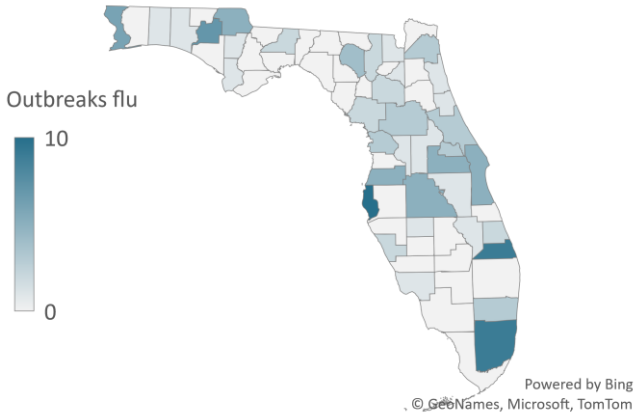 Outbreaks flu
10
0
Powered by Bing
© GeoNames, Microsoft, TomTom